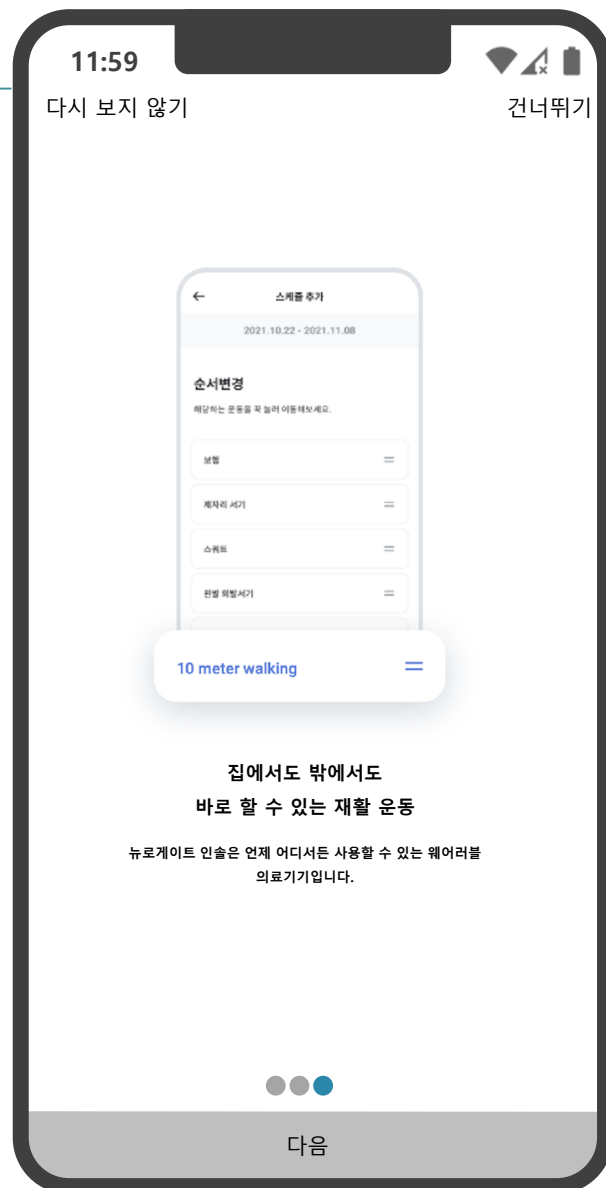 11:59
다시 보지 않기
건너뛰기
스케줄 추가
2021.10.22 - 2021.11.08
순서변경
해당하는 운동을 꾹 눌러 이동해보세요.
보행
제자리 서기
스쿼트
왼발 외발서기
10 meter walking
집에서도 밖에서도
바로 할 수 있는 재활 운동
뉴로게이트 인솔은 언제 어디서든 사용할 수 있는 웨어러블
의료기기입니다.
다음